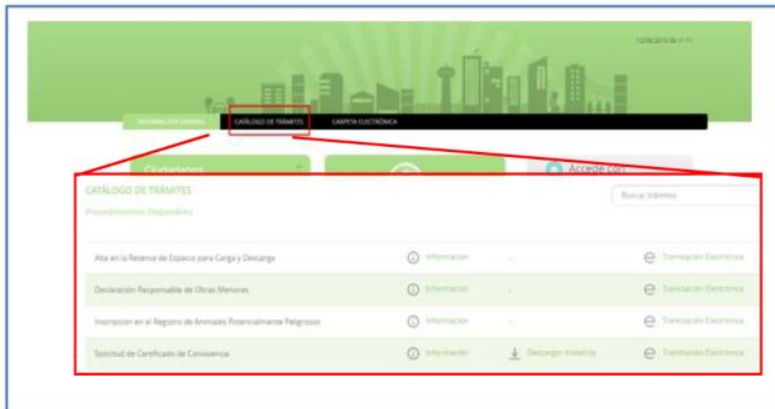 INFORMACIÓN GENERAL CATÁLOGO DE TRÁMITES CARPETA ELECTRÓNICA
Ciudadanos Accede con
CATÁLOGO DE TRÁMITES Buscar trámites
Procedimientos Disponibles
Alta en la Reserva de Espacio para Carga y Descarga Información - Tramitación Electrónica
Declaración Responsable de Obras Menores Información - Tramitación Electrónica
Inscripción en el Registro de Animales Potencialmente Peligrosos Información - Tramitación Electrónica
Solicitud de Certificado de Convivencia Información Descargar Instancia Tramitación Electrónica